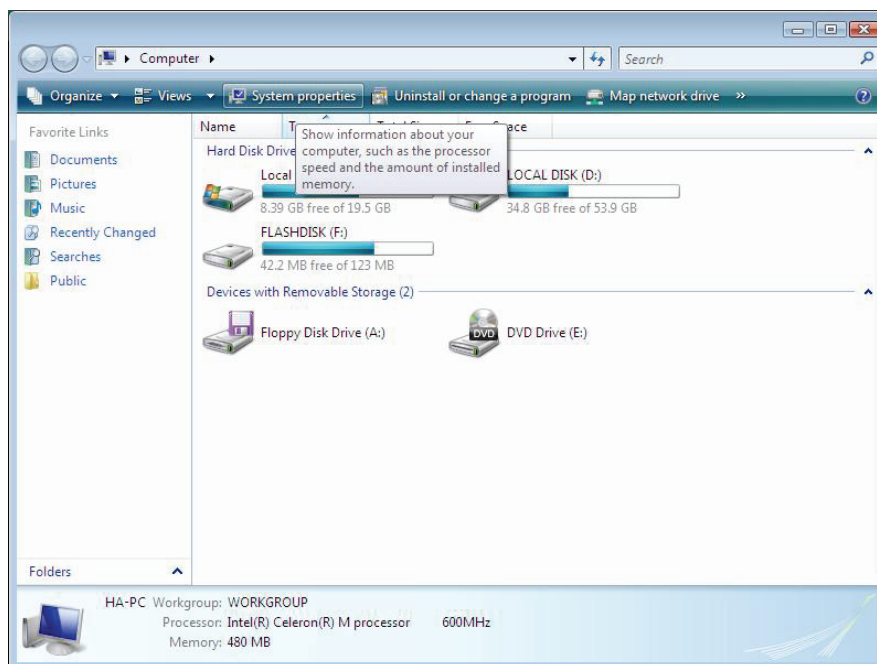 Computer
Search
Organize Views System properties Uninstall or change a program Map network drive »
Favorite Links
Documents
Pictures
Music
Recently Changed
Searches
Public
Folders
Name
Show information about your
computer, such as the processor
speed and the amount of installed
memory.
Hard Disk Drive
Local
8.39 GB free of 19.5 GB
LOCAL DISK (D:)
34.8 GB free of 53.9 GB
FLASHDISK (F:)
42.2 MB free of 123 MB
Devices with Removable Storage (2)
Floppy Disk Drive (A:)
DVD
DVD Drive (E:)
HA-PC Workgroup: WORKGROUP
Processor: Intel(R) Celeron(R) M processor 600MHz
Memory: 480 MB